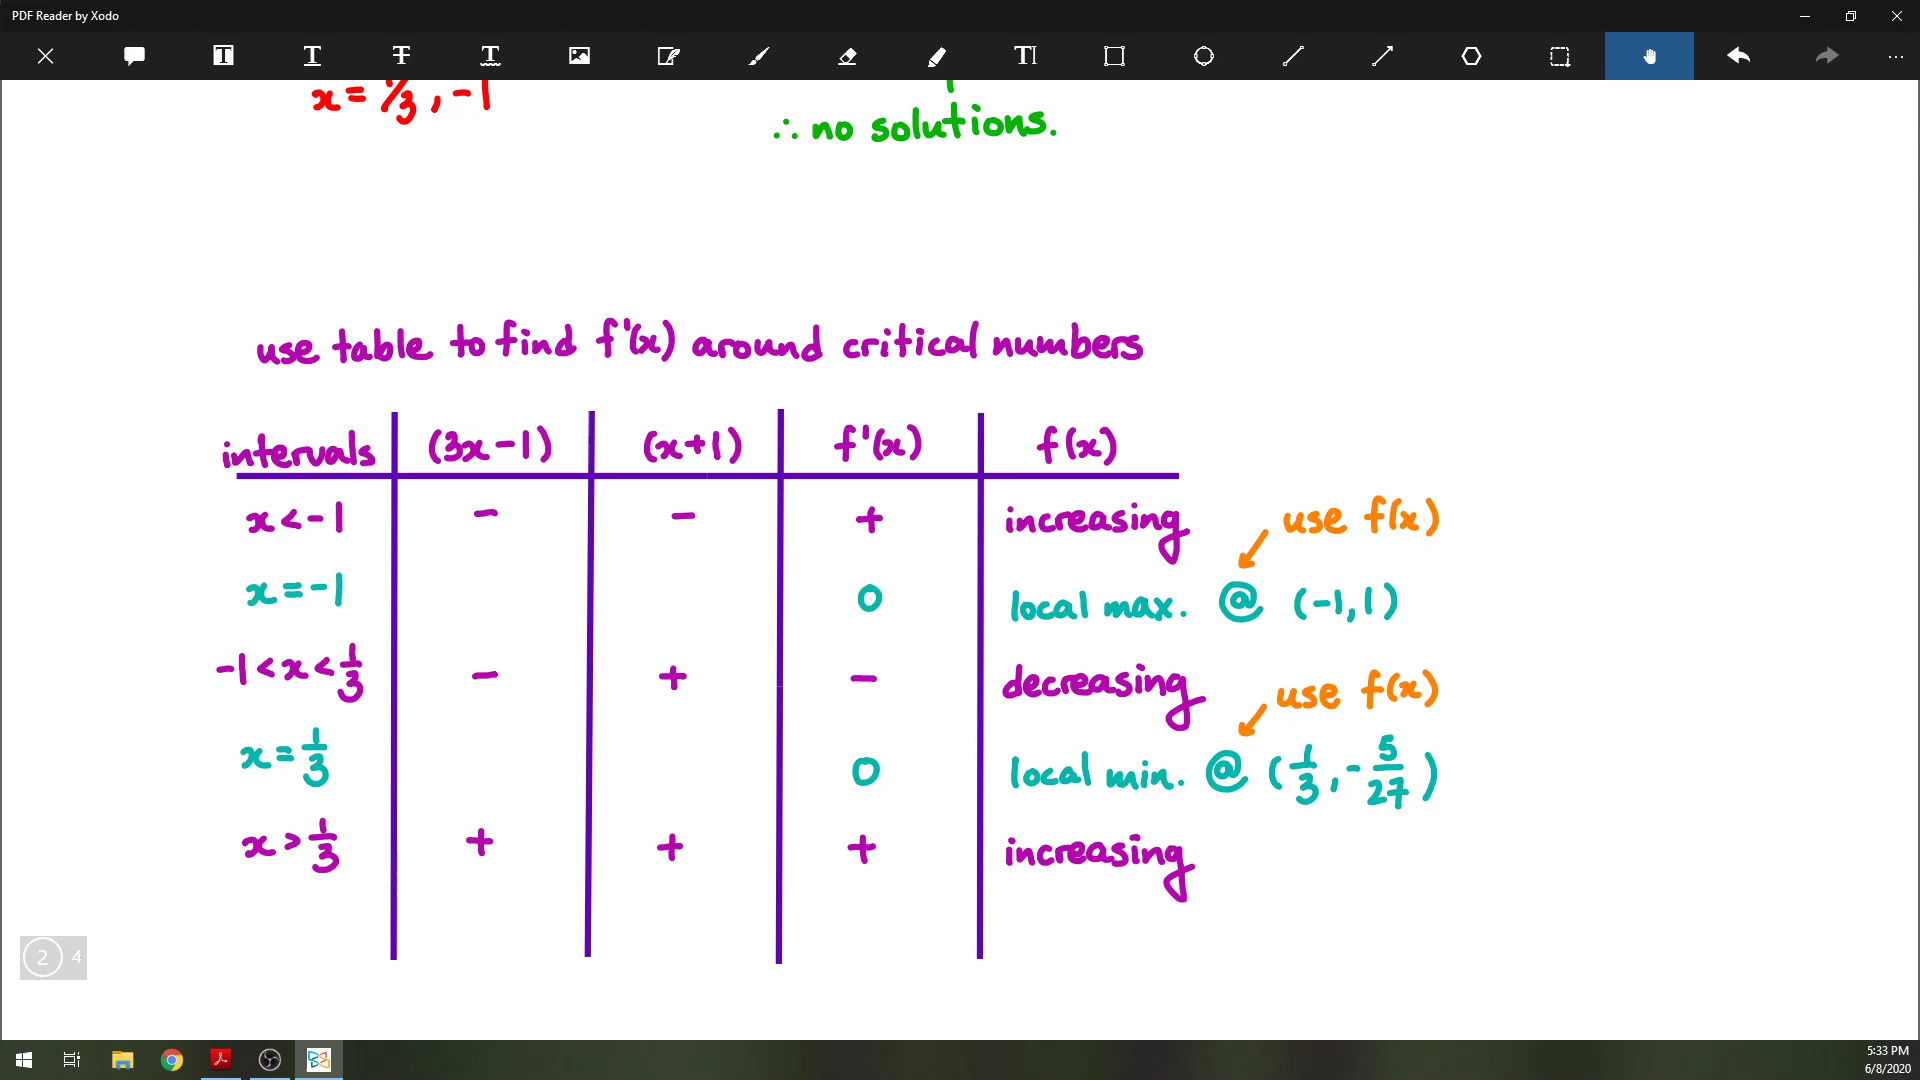 PDF Reader by Xodo
x = 1/3, -1
∴ no solutions.
use table to find f'(x) around critical numbers
intervals (3x-1) (x+1) f'(x) f(x)
x < -1 - - + increasing use f(x)
x = -1 0 local max. @ (-1, 1)
-1 < x < 1/3 - + - decreasing use f(x)
x = 1/3 0 local min. @ (1/3, -5/27)
x > 1/3 + + + increasing
2 4
5:33 PM
6/8/2020